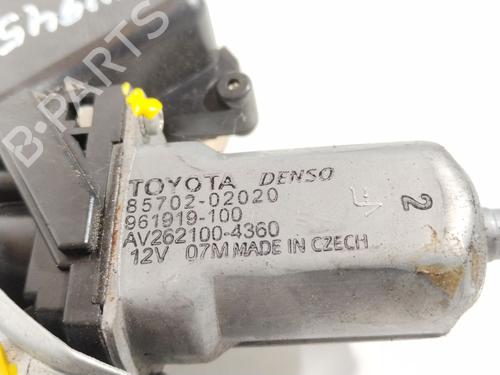 B-PARTS
TOYOTA DENSO
85702-02020
961919-100
AV262100-4360
12V 07M MADE IN CZECH
2